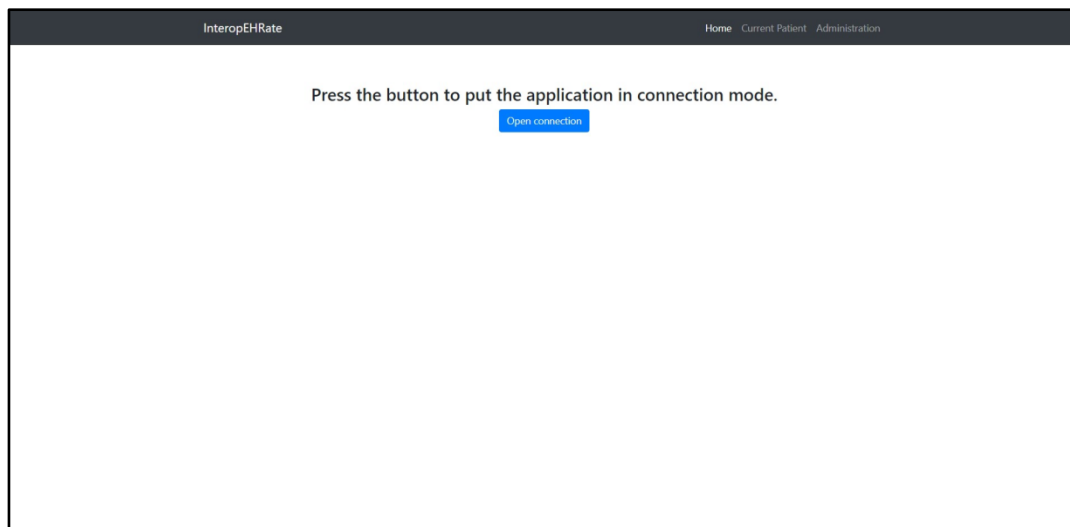 InteropEHRate
Home Current Patient Administration
Press the button to put the application in connection mode.
Open connection